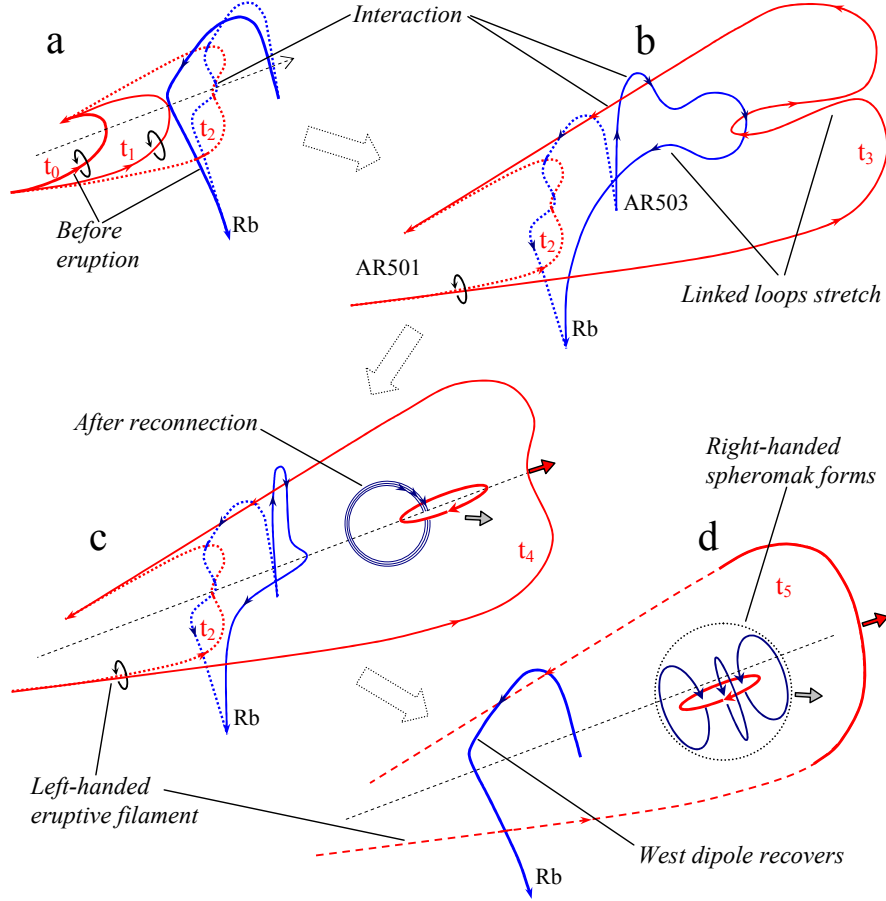 a
Interaction
b
t₂
t₀
t₁
Rb
Before
eruption
t₃
AR503
t₂
AR501
Linked loops stretch
Rb
After reconnection
Right-handed
spheromak forms
c
d
t₄
t₅
t₂
Rb
Left-handed
eruptive filament
West dipole recovers
Rb